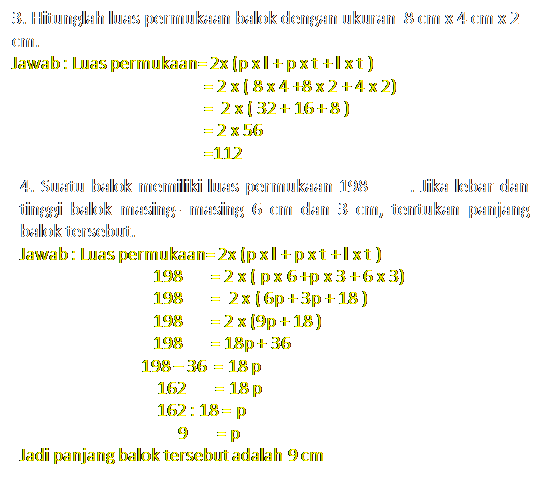 3. Hitunglah luas permukaan balok dengan ukuran 8 cm x 4 cm x 2
cm.
Jawab : Luas permukaan= 2x (p x l + p x t + l x t )
= 2 x ( 8 x 4 +8 x 2 + 4 x 2)
= 2 x ( 32 + 16 + 8 )
= 2 x 56
=112
4. Suatu balok memiliki luas permukaan 198 . Jika lebar dan
tinggi balok masing- masing 6 cm dan 3 cm, tentukan panjang
balok tersebut.
Jawab : Luas permukaan= 2x (p x l + p x t + l x t )
198 = 2 x ( p x 6 +p x 3 + 6 x 3)
198 = 2 x ( 6p + 3p + 18 )
198 = 2 x (9p + 18 )
198 = 18p + 36
198 – 36 = 18 p
162 = 18 p
162 : 18 = p
9 = p
Jadi panjang balok tersebut adalah 9 cm